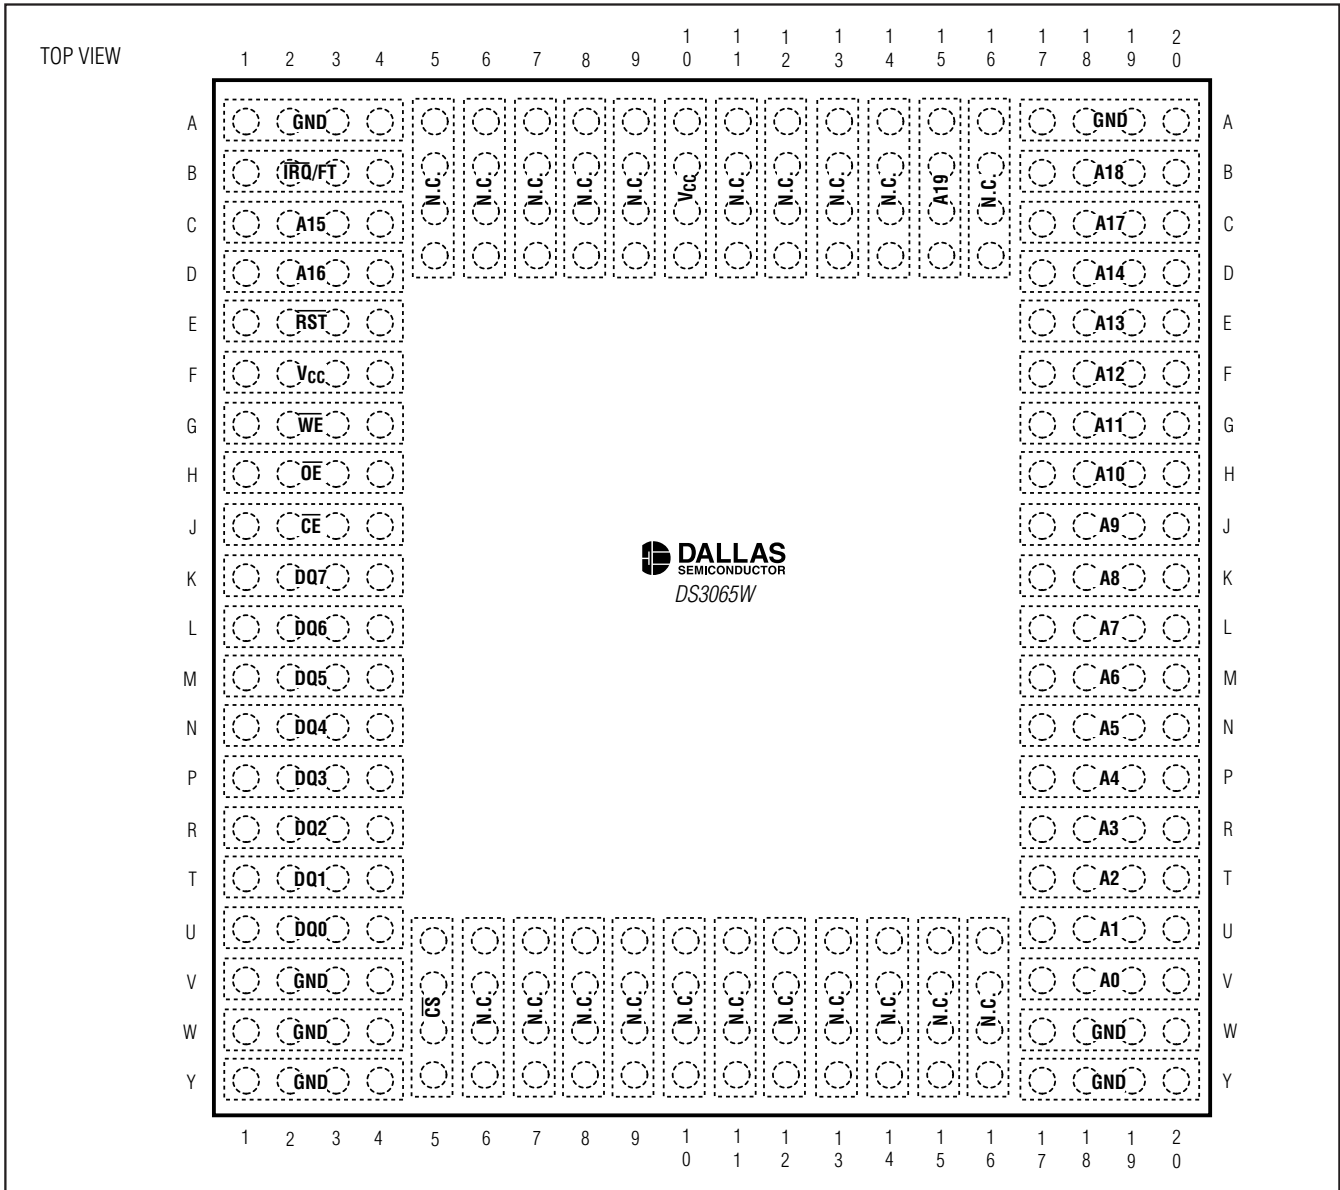 TOP VIEW 1 2 3 4 5 6 7 8 9 10 11 12 13 14 15 16 17 18 19 20
A GND GND A
B IRQ/FT A18 B
N.C. N.C. N.C. N.C. N.C. VCC N.C. N.C. N.C. N.C. A19 N.C.
C A15 A17 C
D A16 A14 D
E RST A13 E
F VCC A12 F
G WE A11 G
H OE A10 H
J CE A9 J
DALLAS
SEMICONDUCTOR
DS3065W
K DQ7 A8 K
L DQ6 A7 L
M DQ5 A6 M
N DQ4 A5 N
P DQ3 A4 P
R DQ2 A3 R
T DQ1 A2 T
U DQ0 A1 U
V GND A0 V
CS N.C. N.C. N.C. N.C. N.C. N.C. N.C. N.C. N.C. N.C. N.C.
W GND GND W
Y GND GND Y
1 2 3 4 5 6 7 8 9 10 11 12 13 14 15 16 17 18 19 20